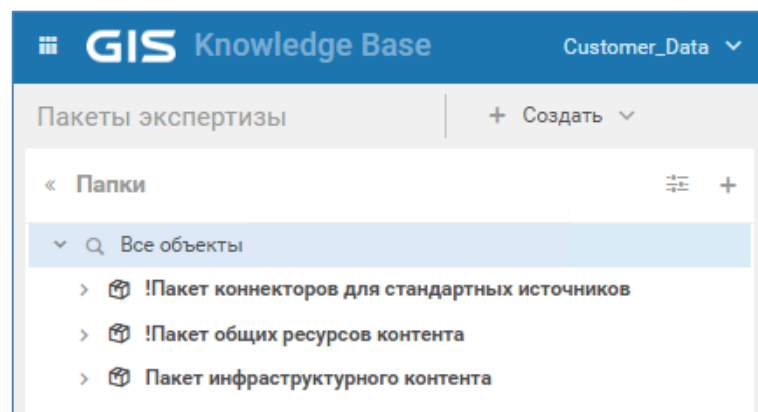 GIS Knowledge Base Customer_Data
Пакеты экспертизы + Создать
« Папки +
Все объекты
!Пакет коннекторов для стандартных источников
!Пакет общих ресурсов контента
Пакет инфраструктурного контента